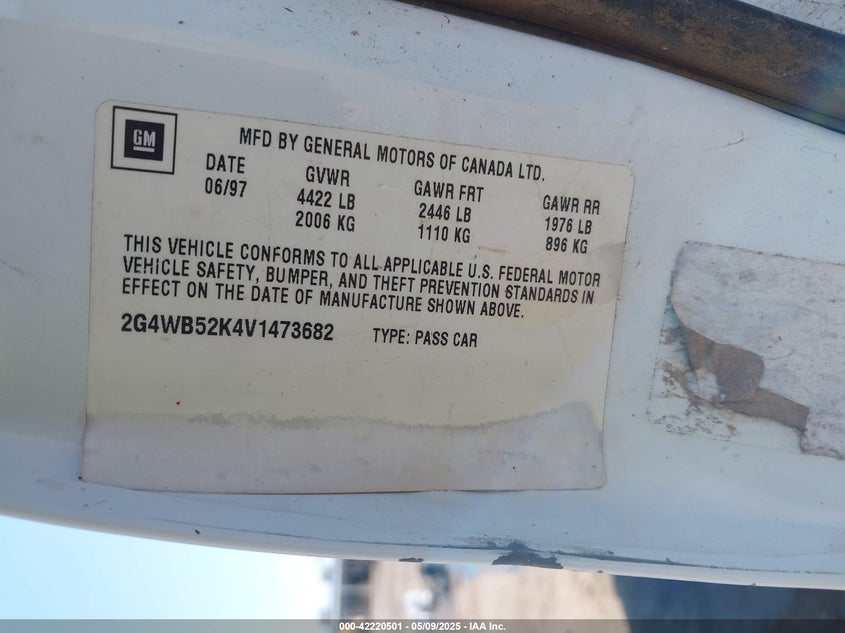 GM
MFD BY GENERAL MOTORS OF CANADA LTD.
DATE GVWR GAWR FRT GAWR RR
06/97 4422 LB 2446 LB 1976 LB
2006 KG 1110 KG 896 KG
THIS VEHICLE CONFORMS TO ALL APPLICABLE U.S. FEDERAL MOTOR
VEHICLE SAFETY, BUMPER, AND THEFT PREVENTION STANDARDS IN
EFFECT ON THE DATE OF MANUFACTURE SHOWN ABOVE.
2G4WB52K4V1473682 TYPE: PASS CAR
000-42220501 - 05/09/2025 - IAA Inc.